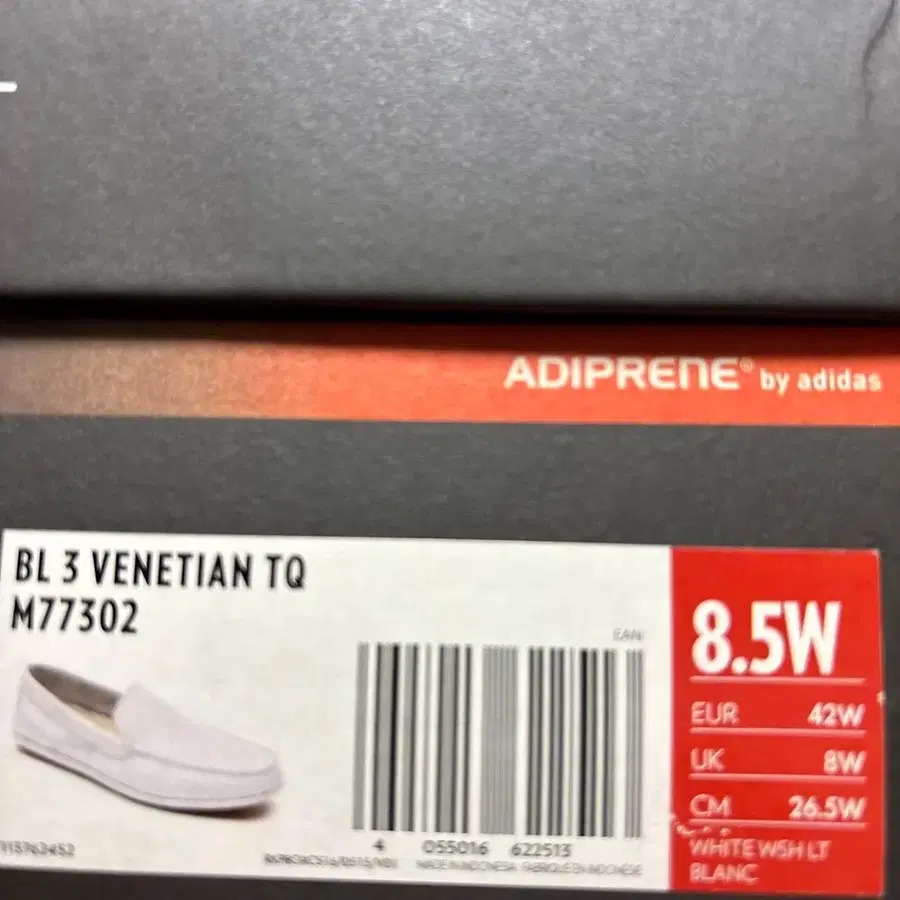 ADIPRENE® by adidas
BL 3 VENETIAN TQ
M77302
EAN
4 055016 622513
MADE IN INDONESIA FABRIQUÉ EN INDONÉSIE
8.5W
EUR 42W
UK 8W
CM 26.5W
WHITE WSH LT
BLANC